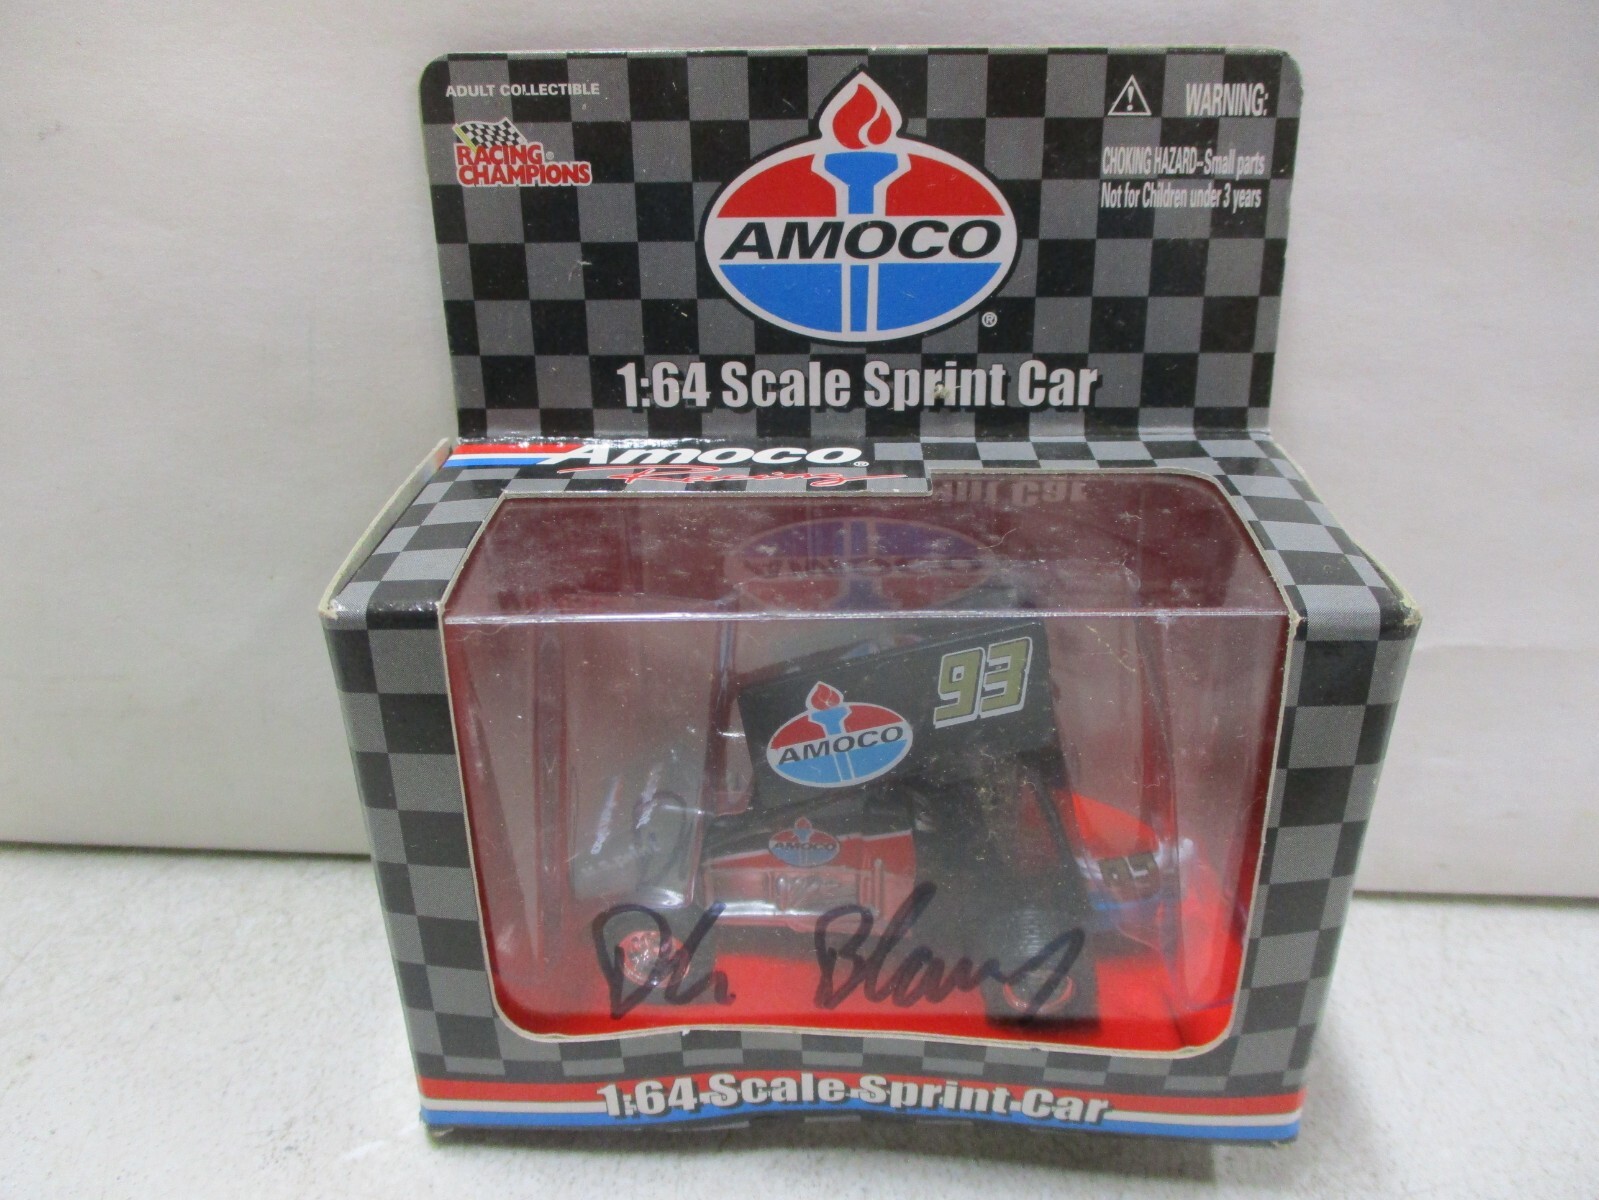 ADULT COLLECTIBLE
RACING®
CHAMPIONS
WARNING:
CHOKING HAZARD--Small parts
Not for Children under 3 years
AMOCO
®
1:64 Scale Sprint Car
Amoco®
Racing
93
AMOCO
AMOCO
1:64 Scale Sprint Car